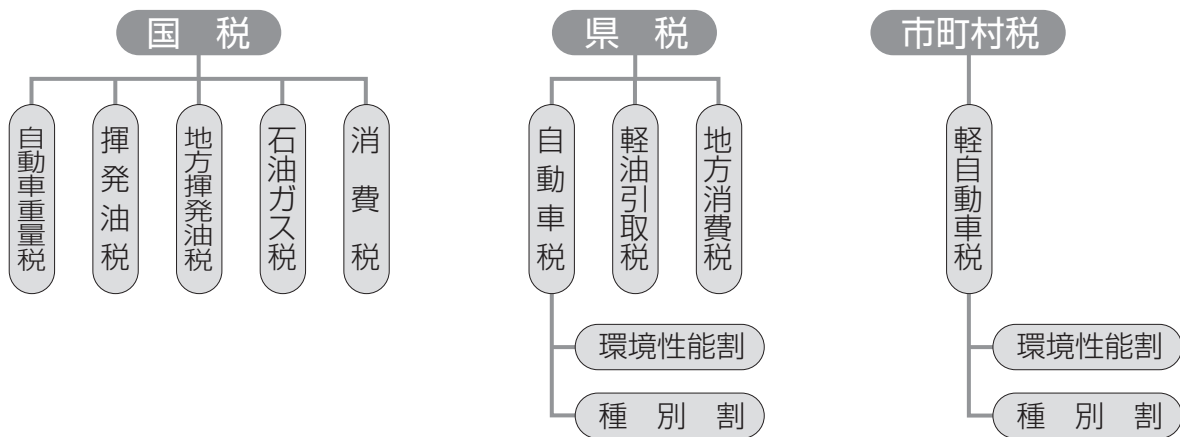 国　税
自動車重量税
揮発油税
地方揮発油税
石油ガス税
消費税
県　税
自動車税
軽油引取税
地方消費税
環境性能割
種　別　割
市町村税
軽自動車税
環境性能割
種　別　割